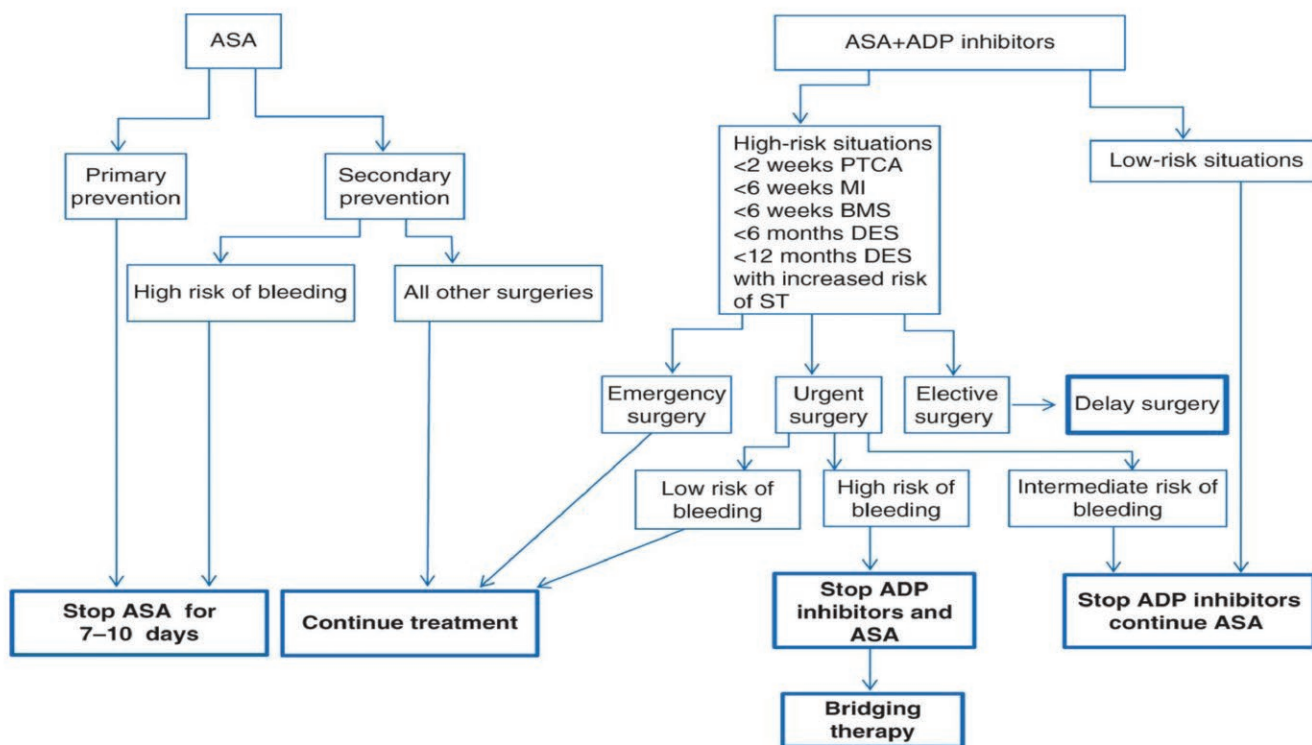 ASA
ASA+ADP inhibitors
Primary
prevention
Secondary
prevention
High-risk situations
<2 weeks PTCA
<6 weeks MI
<6 weeks BMS
<6 months DES
<12 months DES
with increased risk
of ST
Low-risk situations
High risk of bleeding
All other surgeries
Emergency
surgery
Urgent
surgery
Elective
surgery
Delay surgery
Low risk of
bleeding
High risk of
bleeding
Intermediate risk of
bleeding
Stop ASA for
7–10 days
Continue treatment
Stop ADP
inhibitors and
ASA
Stop ADP inhibitors
continue ASA
Bridging
therapy